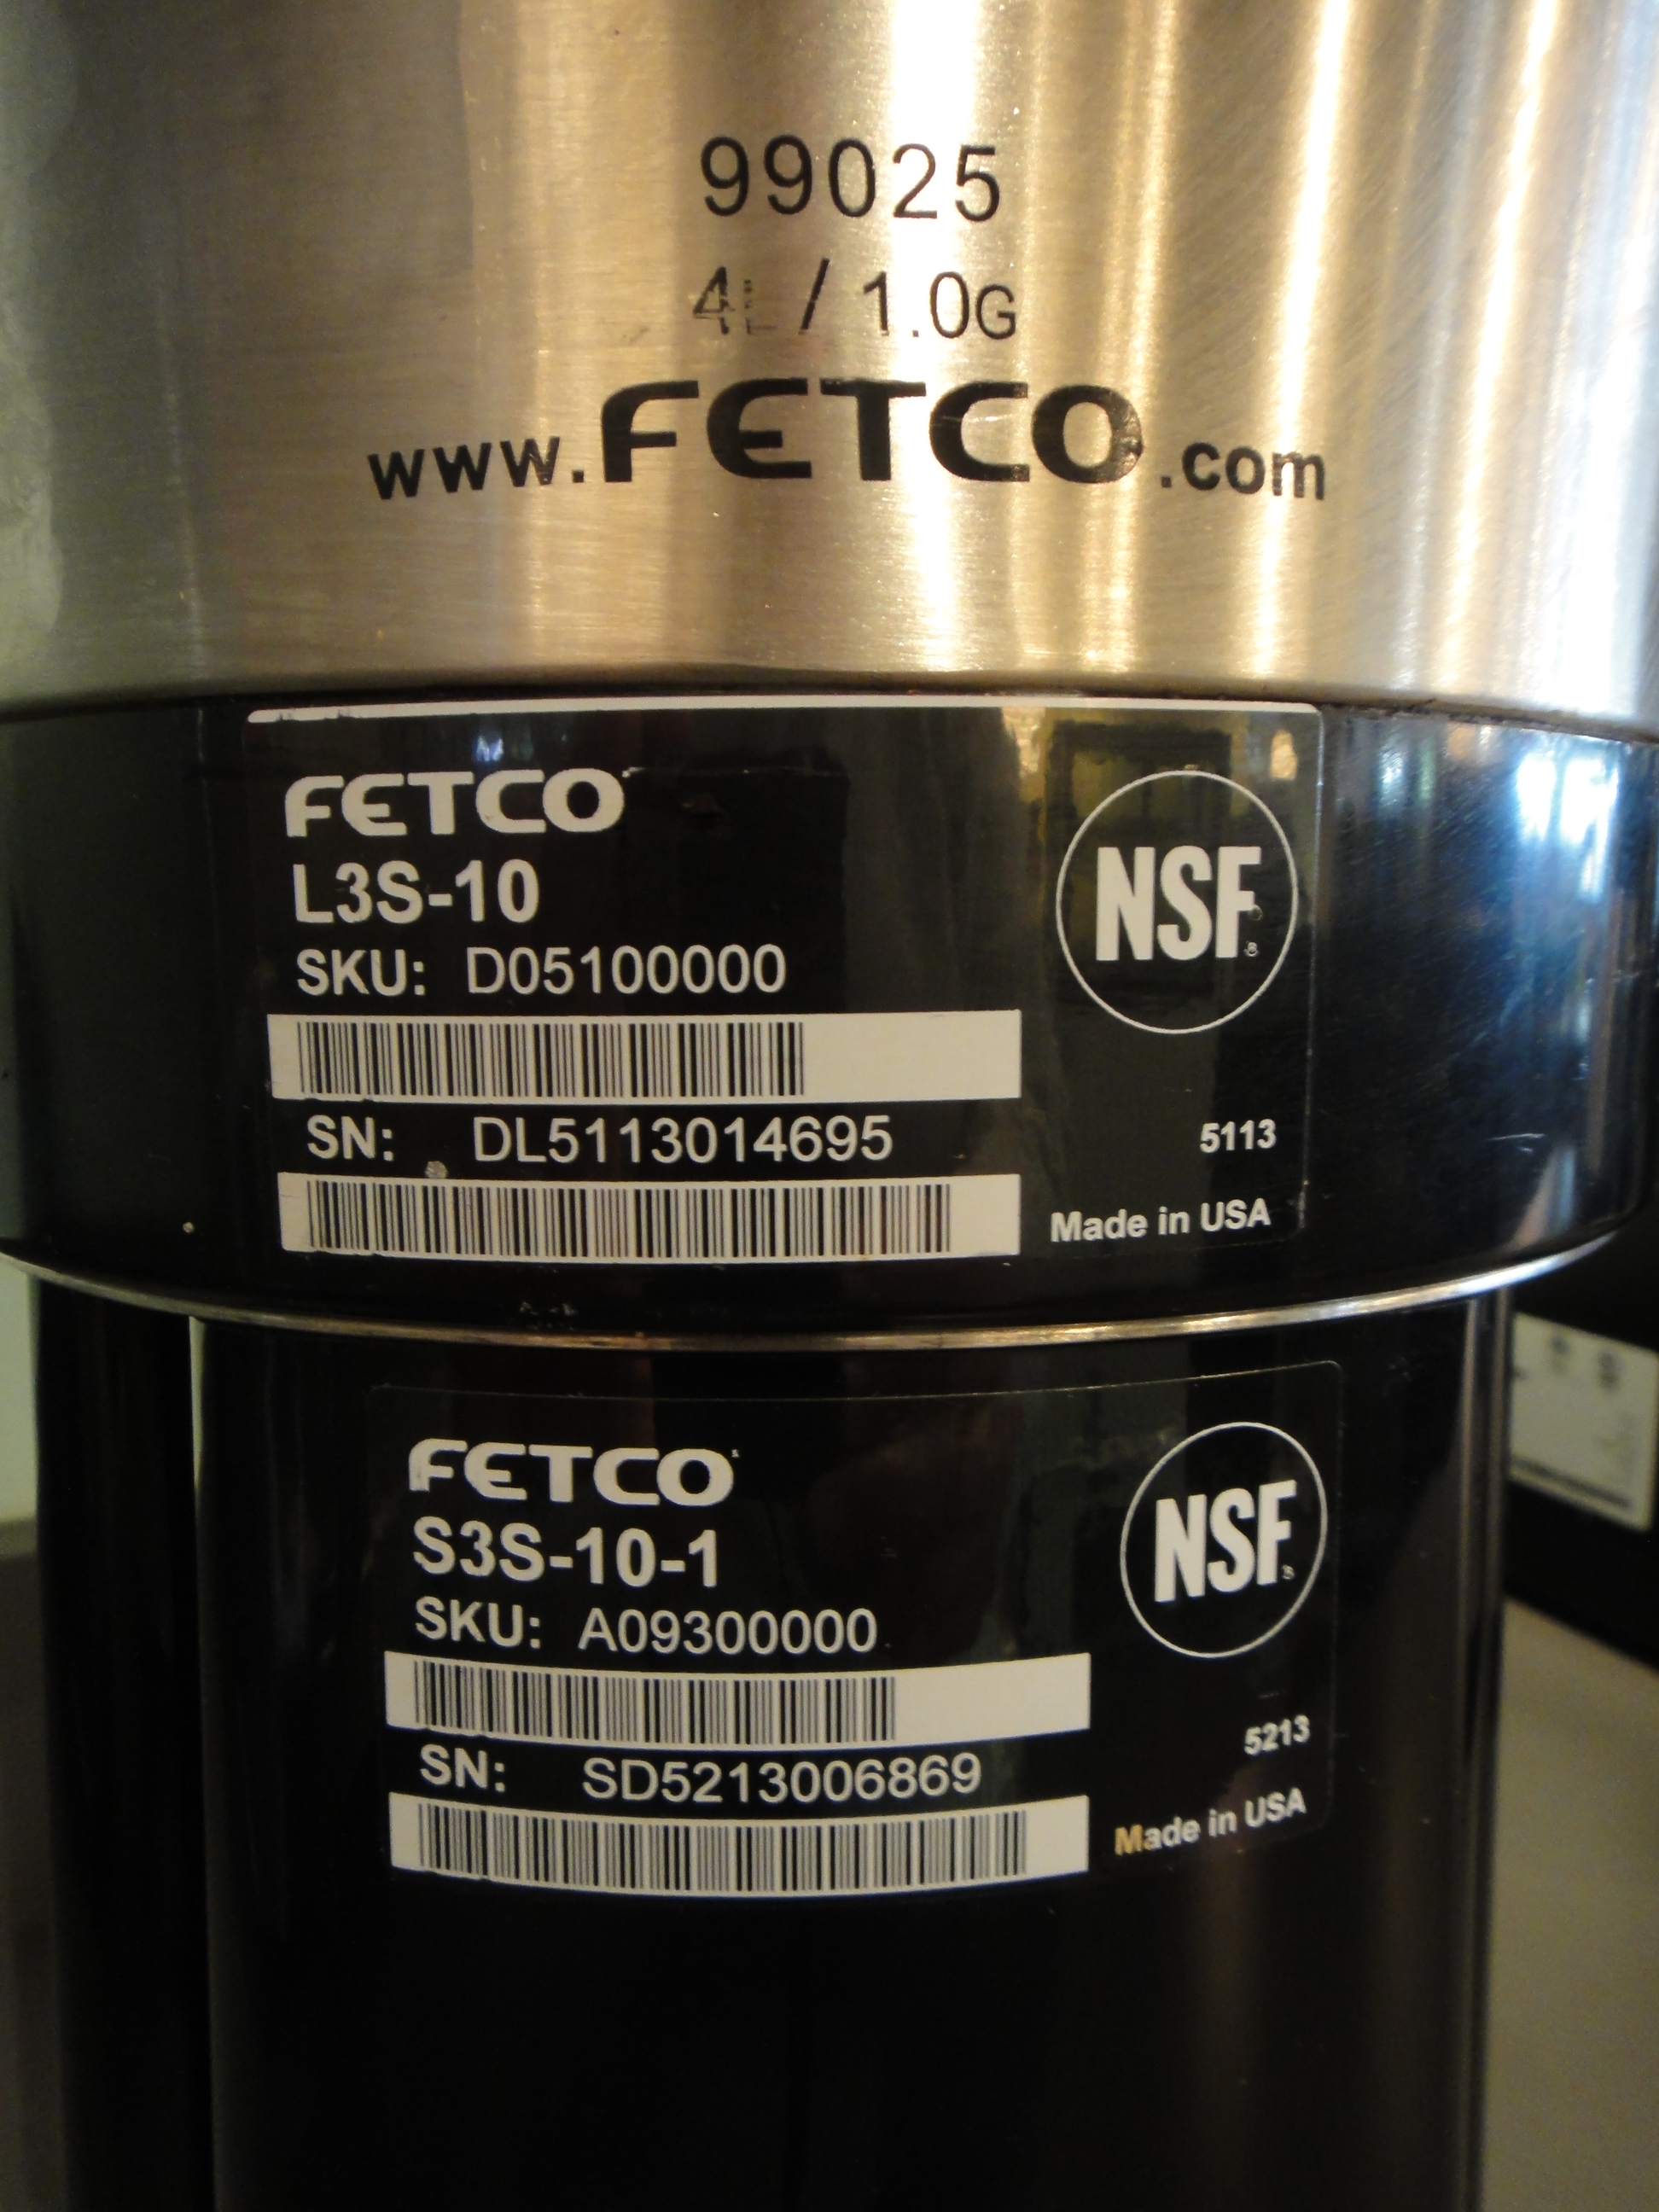 99025
4L / 1.0G
www.FETCO.com
FETCO
L3S-10
SKU: D05100000
NSF
SN: DL5113014695
5113
Made in USA
FETCO
S3S-10-1
SKU: A09300000
NSF
SN: SD5213006869
5213
Made in USA